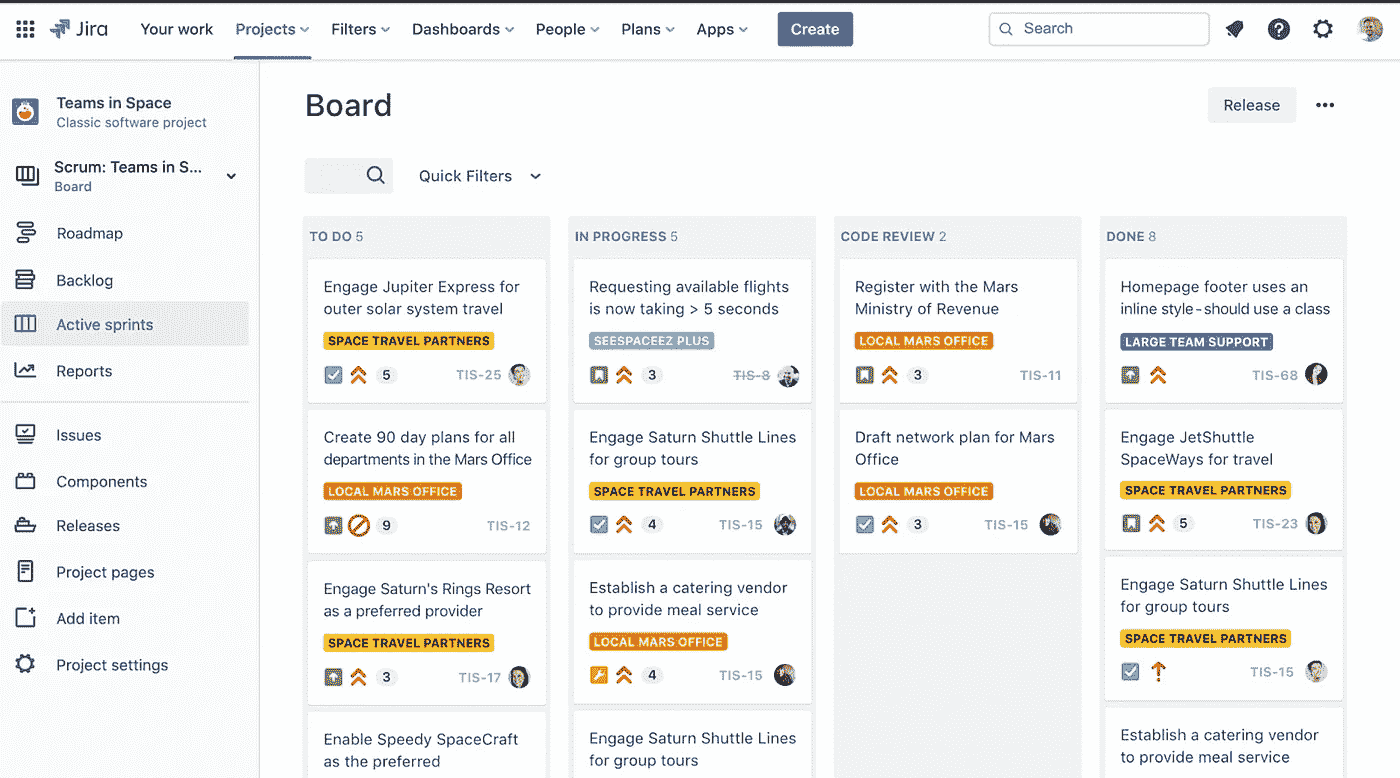 Jira
Your work
Projects
Filters
Dashboards
People
Plans
Apps
Create
Search
Teams in Space
Classic software project
Scrum: Teams in S...
Board
Roadmap
Backlog
Active sprints
Reports
Issues
Components
Releases
Project pages
Add item
Project settings
Board
Release
Quick Filters
TO DO 5
Engage Jupiter Express for
outer solar system travel
SPACE TRAVEL PARTNERS
5 TIS-25
Create 90 day plans for all
departments in the Mars Office
LOCAL MARS OFFICE
9 TIS-12
Engage Saturn's Rings Resort
as a preferred provider
SPACE TRAVEL PARTNERS
3 TIS-17
Enable Speedy SpaceCraft
as the preferred
IN PROGRESS 5
Requesting available flights
is now taking > 5 seconds
SEESPACEEZ PLUS
3 TIS-8
Engage Saturn Shuttle Lines
for group tours
SPACE TRAVEL PARTNERS
4 TIS-15
Establish a catering vendor
to provide meal service
LOCAL MARS OFFICE
4 TIS-15
Engage Saturn Shuttle Lines
for group tours
CODE REVIEW 2
Register with the Mars
Ministry of Revenue
LOCAL MARS OFFICE
3 TIS-11
Draft network plan for Mars
Office
LOCAL MARS OFFICE
3 TIS-15
DONE 8
Homepage footer uses an
inline style-should use a class
LARGE TEAM SUPPORT
TIS-68
Engage JetShuttle
SpaceWays for travel
SPACE TRAVEL PARTNERS
5 TIS-23
Engage Saturn Shuttle Lines
for group tours
SPACE TRAVEL PARTNERS
TIS-15
Establish a catering vendor
to provide meal service